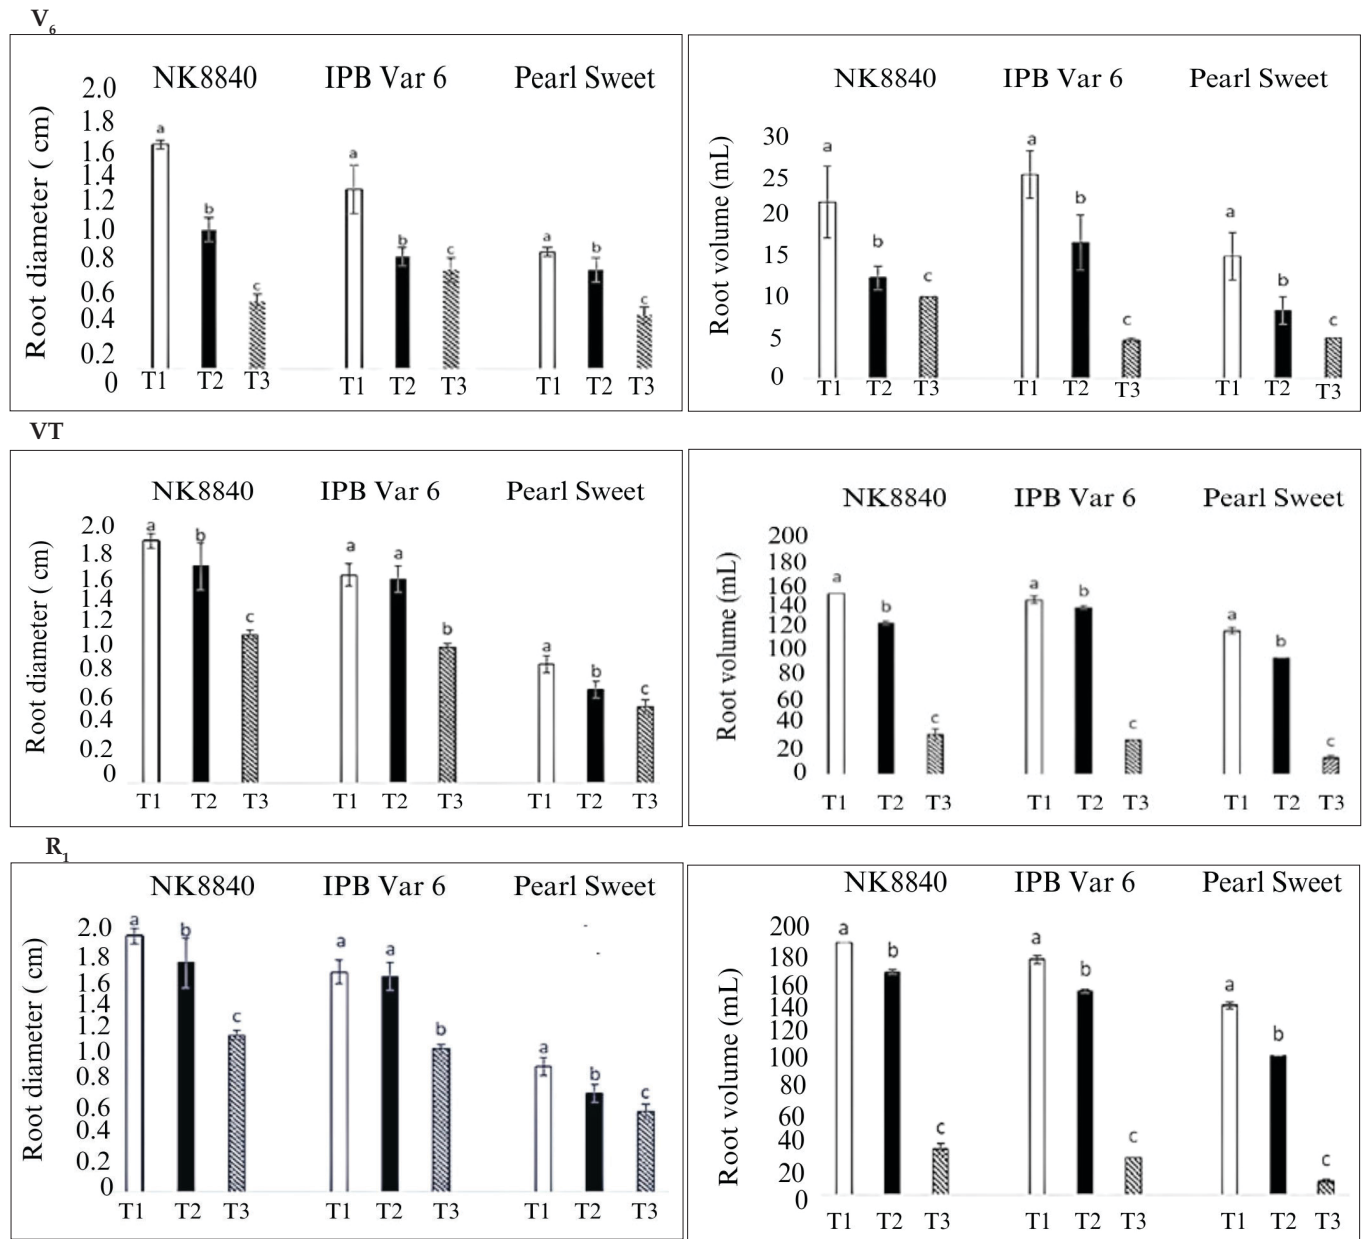 V6
NK8840 IPB Var 6 Pearl Sweet
Root diameter ( cm)
2.0
1.8
1.6
1.4
1.2
1.0
0.8
0.6
0.4
0.2
0
a b c a b c a b c
T1 T2 T3 T1 T2 T3 T1 T2 T3
NK8840 IPB Var 6 Pearl Sweet
Root volume (mL)
30
25
20
15
10
5
0
a b c a b c a b c
T1 T2 T3 T1 T2 T3 T1 T2 T3
VT
NK8840 IPB Var 6 Pearl Sweet
Root diameter ( cm)
2.0
1.8
1.6
1.4
1.2
1.0
0.8
0.6
0.4
0.2
0
a b c a a b a b c
T1 T2 T3 T1 T2 T3 T1 T2 T3
NK8840 IPB Var 6 Pearl Sweet
Root volume (mL)
200
180
160
140
120
100
80
60
40
20
0
a b c a b c a b c
T1 T2 T3 T1 T2 T3 T1 T2 T3
R1
NK8840 IPB Var 6 Pearl Sweet
Root diameter ( cm)
2.0
1.8
1.6
1.4
1.2
1.0
0.8
0.6
0.4
0.2
0
a b c a a b a b c
T1 T2 T3 T1 T2 T3 T1 T2 T3
NK8840 IPB Var 6 Pearl Sweet
Root volume (mL)
200
180
160
140
120
100
80
60
40
20
0
a b c a b c a b c
T1 T2 T3 T1 T2 T3 T1 T2 T3